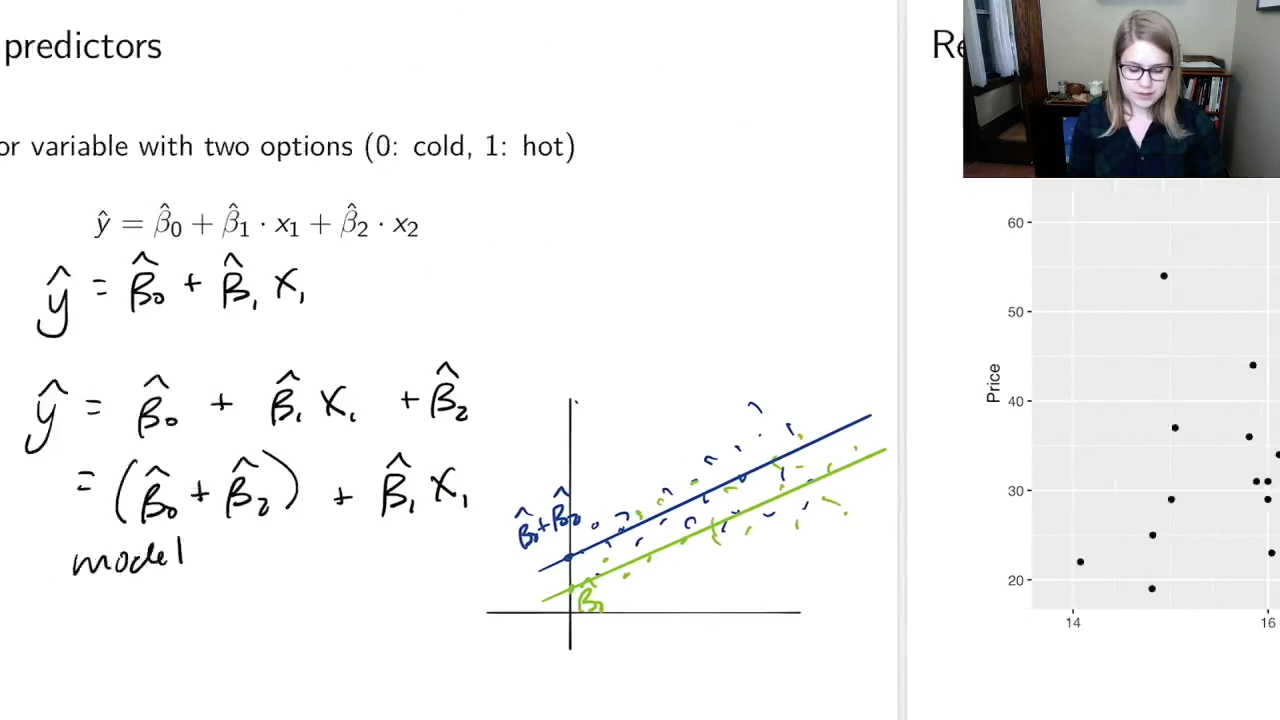 predictors
or variable with two options (0: cold, 1: hot)
ŷ = β̂₀ + β̂₁ · x₁ + β̂₂ · x₂
ŷ = β̂₀ + β̂₁ x₁
ŷ = β̂₀ + β̂₁ x₁ + β̂₂
= (β̂₀ + β̂₂) + β̂₁ x₁
model
β̂₀ + β̂₂
β̂₀
Re
Price
60
50
40
30
20
14
16